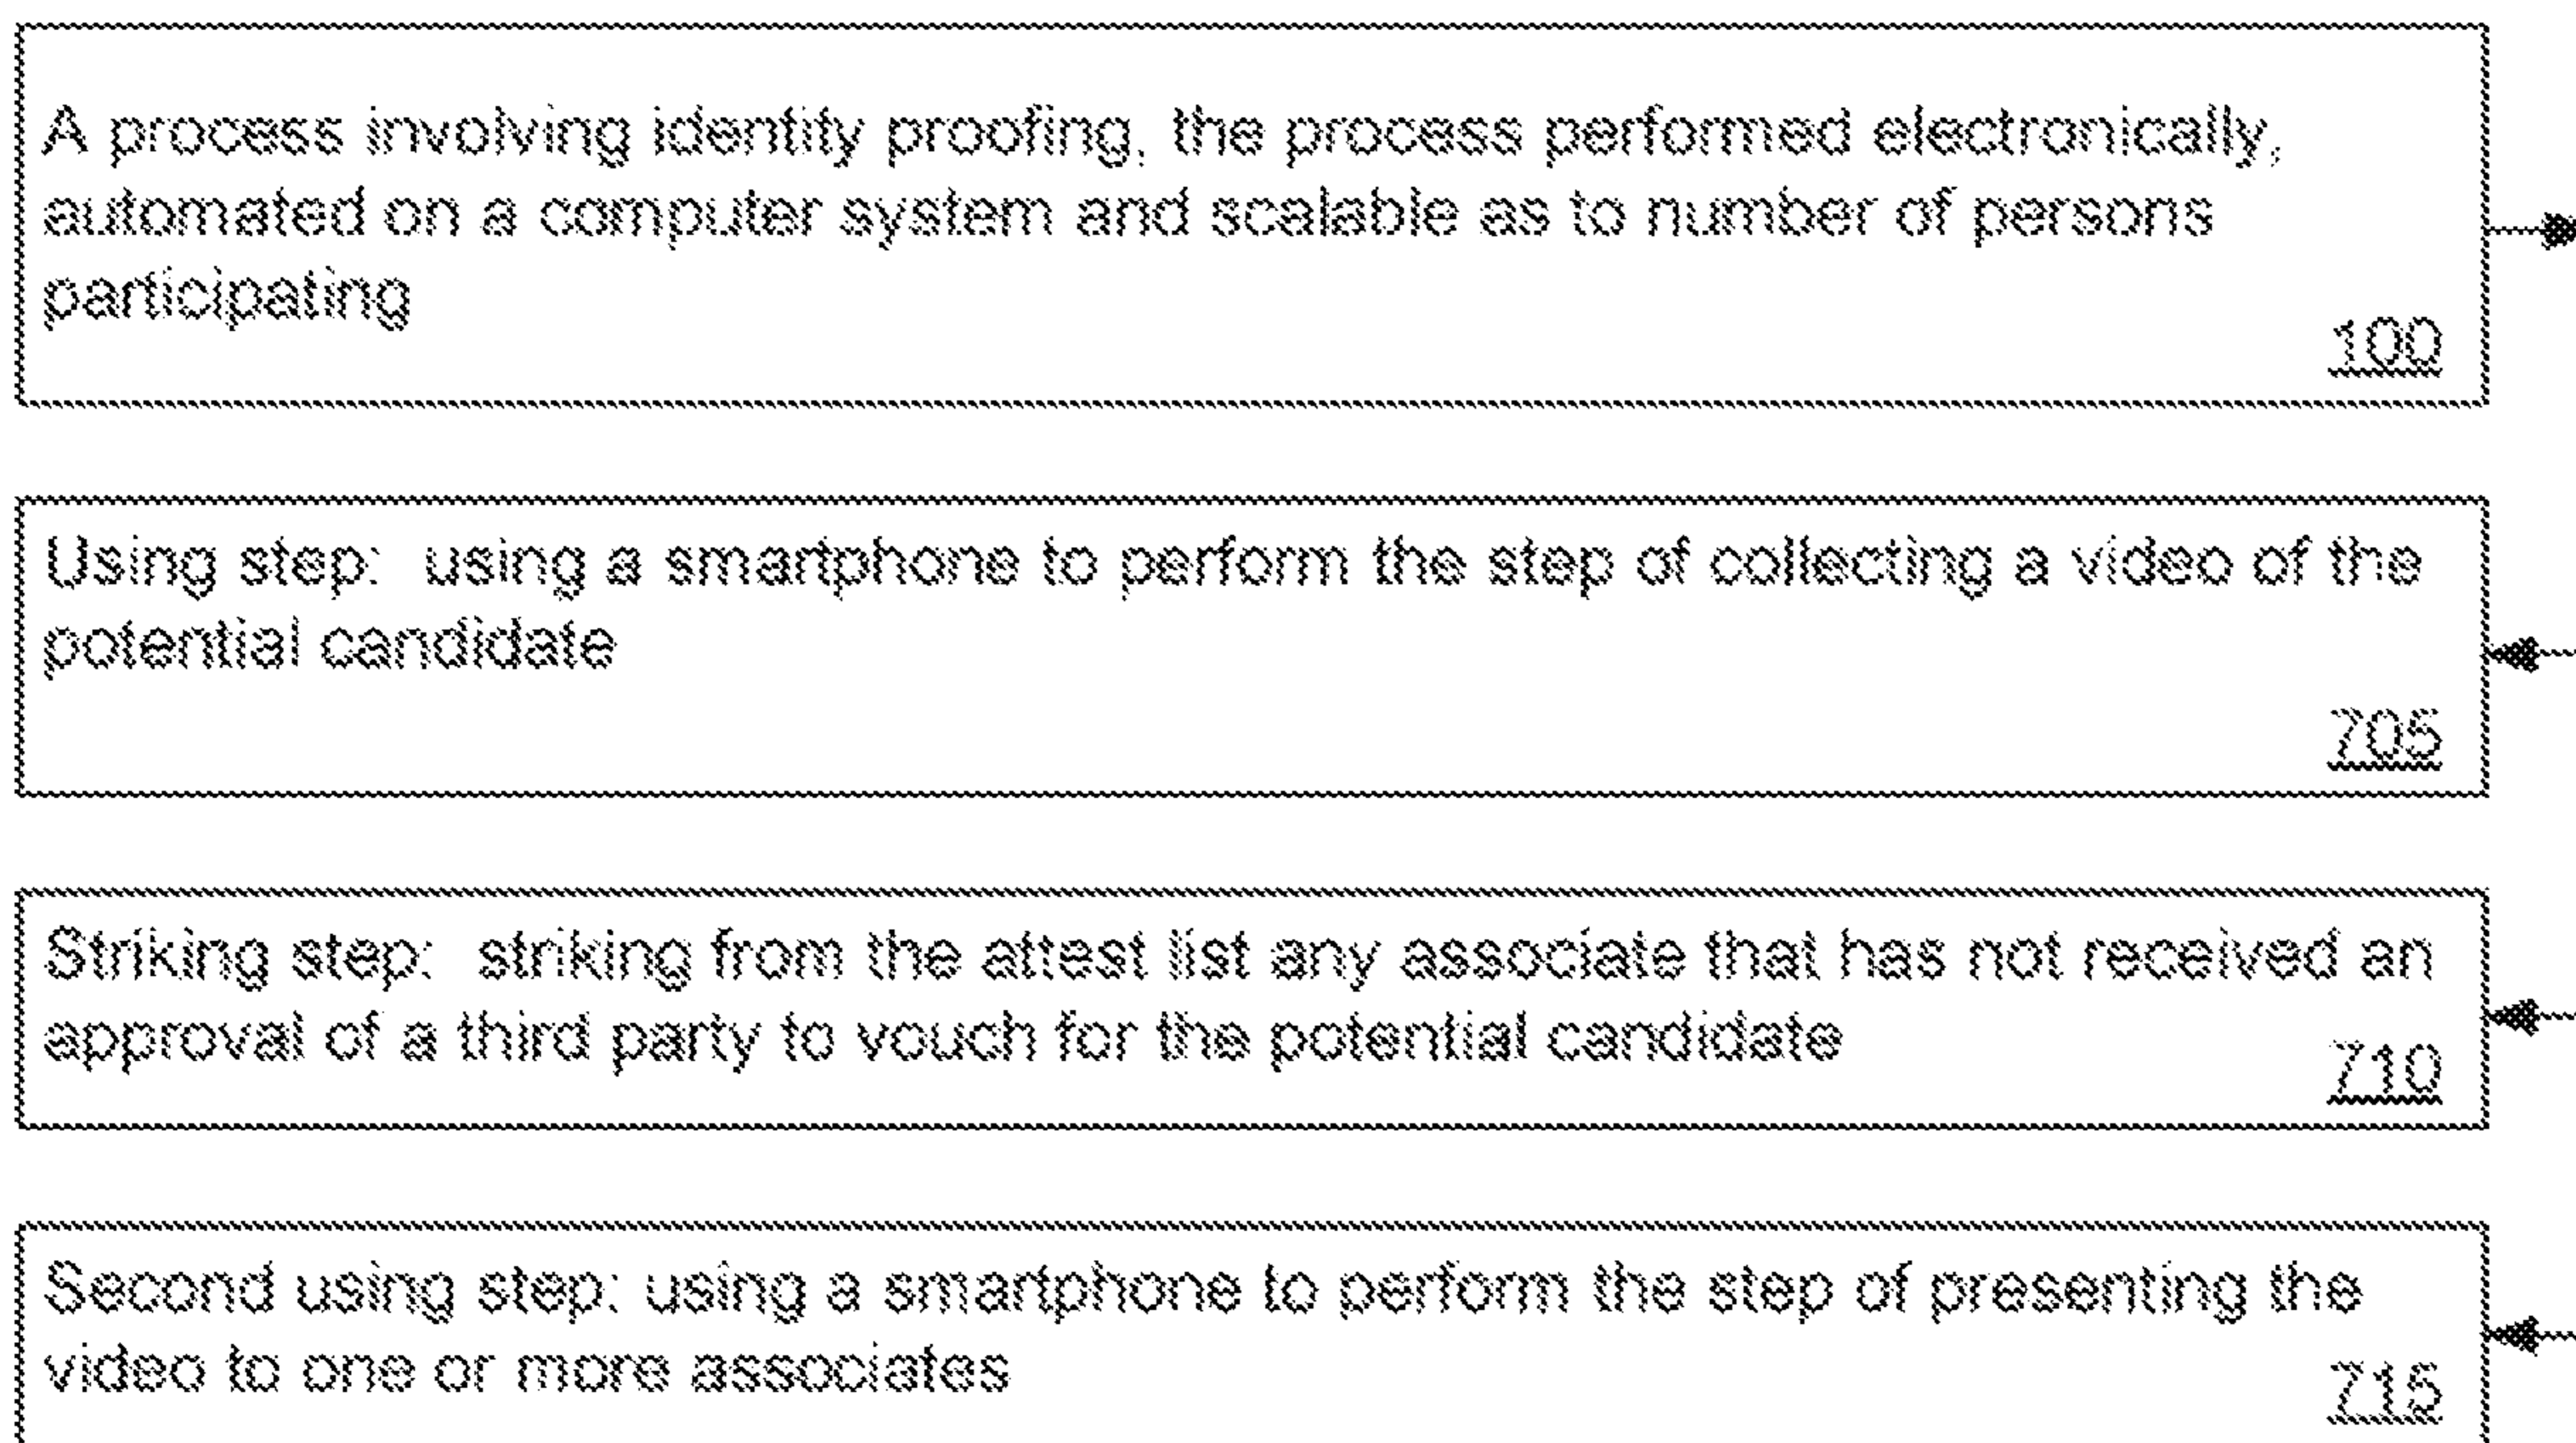 A process involving identity proofing, the process performed electronically,
automated on a computer system and scalable as to number of persons
participating
100
Using step: using a smartphone to perform the step of collecting a video of the
potential candidate
705
Striking step: striking from the attest list any associate that has not received an
approval of a third party to vouch for the potential candidate
710
Second using step: using a smartphone to perform the step of presenting the
video to one or more associates
715